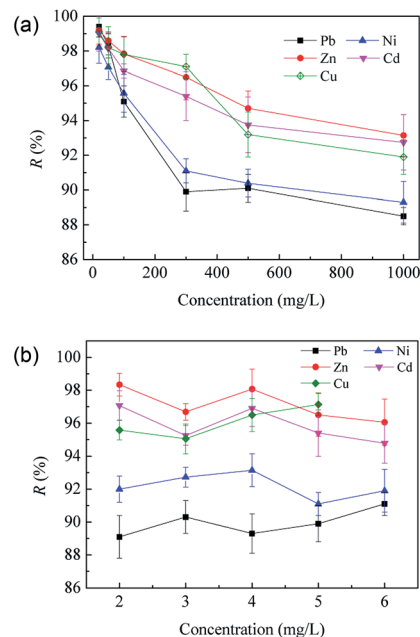 (a)
100
98
96
94
92
90
88
86
R (%)
Pb
Ni
Zn
Cd
Cu
0
200
400
600
800
1000
Concentration (mg/L)
(b)
100
98
96
94
92
90
88
86
R (%)
Pb
Ni
Zn
Cd
Cu
2
3
4
5
6
Concentration (mg/L)